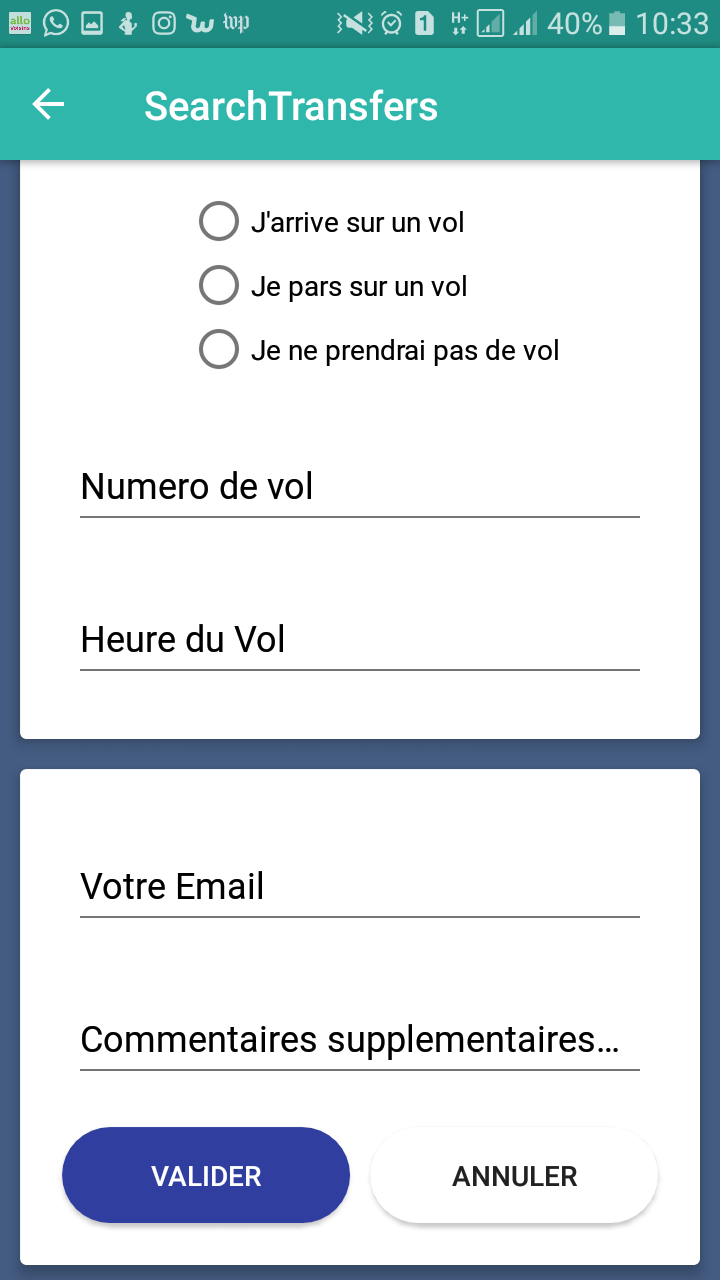 allo
voisins
1
H+
40%
10:33
SearchTransfers
J'arrive sur un vol
Je pars sur un vol
Je ne prendrai pas de vol
Numero de vol
Heure du Vol
Votre Email
Commentaires supplementaires...
VALIDER
ANNULER